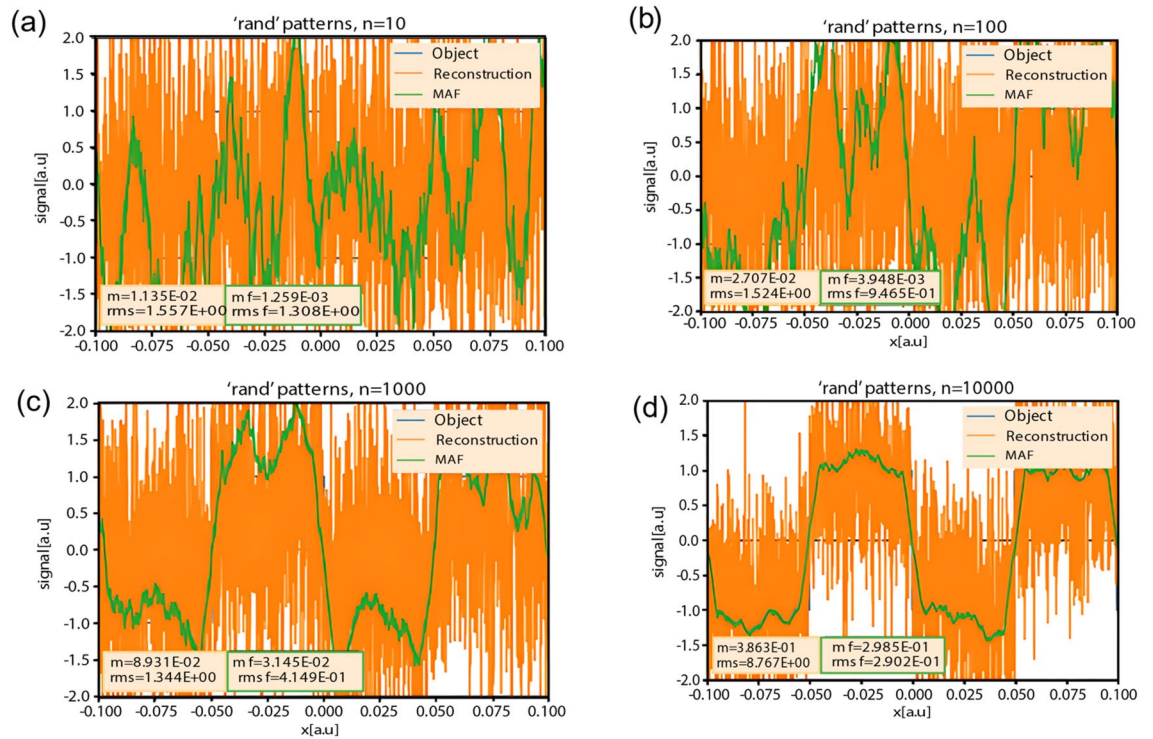 (a)
'rand' patterns, n=10
2.0
1.5
1.0
0.5
0.0
-0.5
-1.0
-1.5
-2.0
signal[a.u]
Object
Reconstruction
MAF
m=1.135E-02
rms=1.557E+00
m f=1.259E-03
rms f=1.308E+00
-0.100 -0.075 -0.050 -0.025 0.000 0.025 0.050 0.075 0.100
(b)
'rand' patterns, n=100
2.0
1.5
1.0
0.5
0.0
-0.5
-1.0
-1.5
-2.0
signal[a.u]
Object
Reconstruction
MAF
m=2.707E-02
rms=1.524E+00
m f=3.948E-03
rms f=9.465E-01
-0.100 -0.075 -0.050 -0.025 0.000 0.025 0.050 0.075 0.100
x[a.u]
(c)
'rand' patterns, n=1000
2.0
1.5
1.0
0.5
0.0
-0.5
-1.0
-1.5
-2.0
signal[a.u]
Object
Reconstruction
MAF
m=8.931E-02
rms=1.344E+00
m f=3.145E-02
rms f=4.149E-01
-0.100 -0.075 -0.050 -0.025 0.000 0.025 0.050 0.075 0.100
x[a.u]
(d)
'rand' patterns, n=10000
2.0
1.5
1.0
0.5
0.0
-0.5
-1.0
-1.5
-2.0
signal[a.u]
Object
Reconstruction
MAF
m=3.863E-01
rms=8.767E+00
m f=2.985E-01
rms f=2.902E-01
-0.100 -0.075 -0.050 -0.025 0.000 0.025 0.050 0.075 0.100
x[a.u]